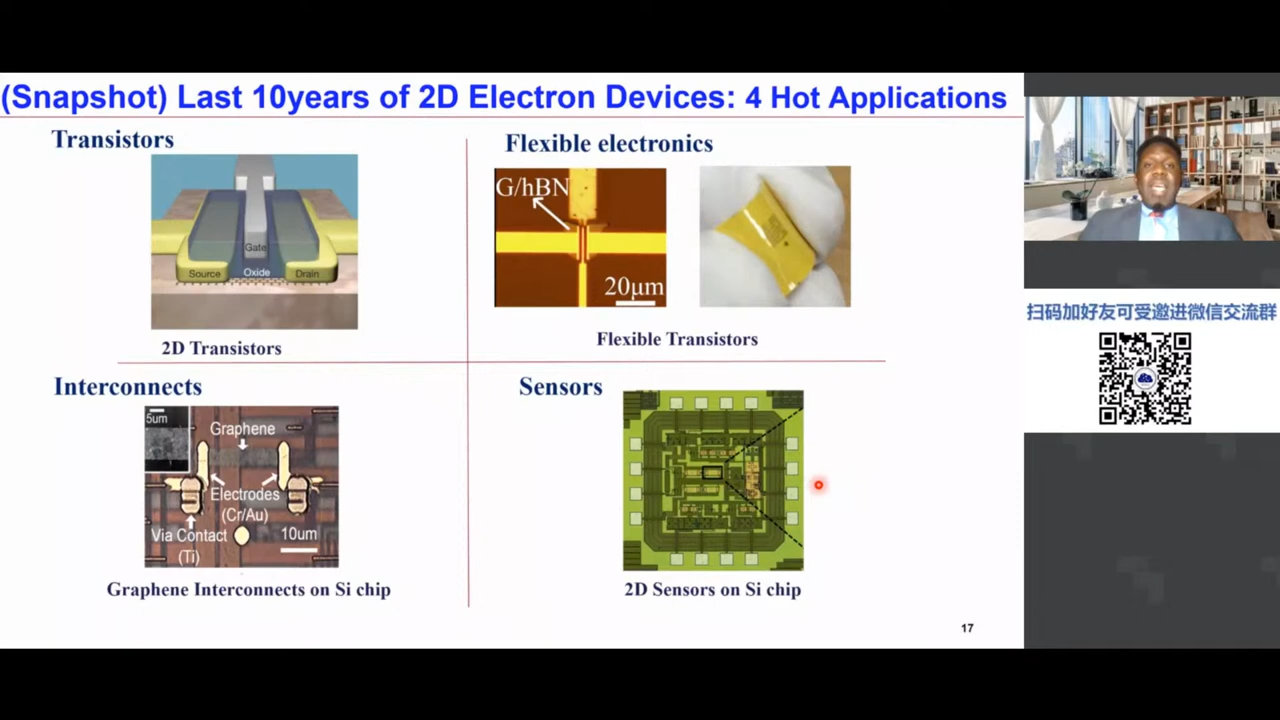 (Snapshot) Last 10years of 2D Electron Devices: 4 Hot Applications
Transistors
Gate
Source
Oxide
Drain
2D Transistors
Flexible electronics
G/hBN
20μm
Flexible Transistors
Interconnects
5um
Graphene
Electrodes
(Cr/Au)
Via Contact
(Ti)
10um
Graphene Interconnects on Si chip
Sensors
2D Sensors on Si chip
17
扫码加好友可受邀进微信交流群